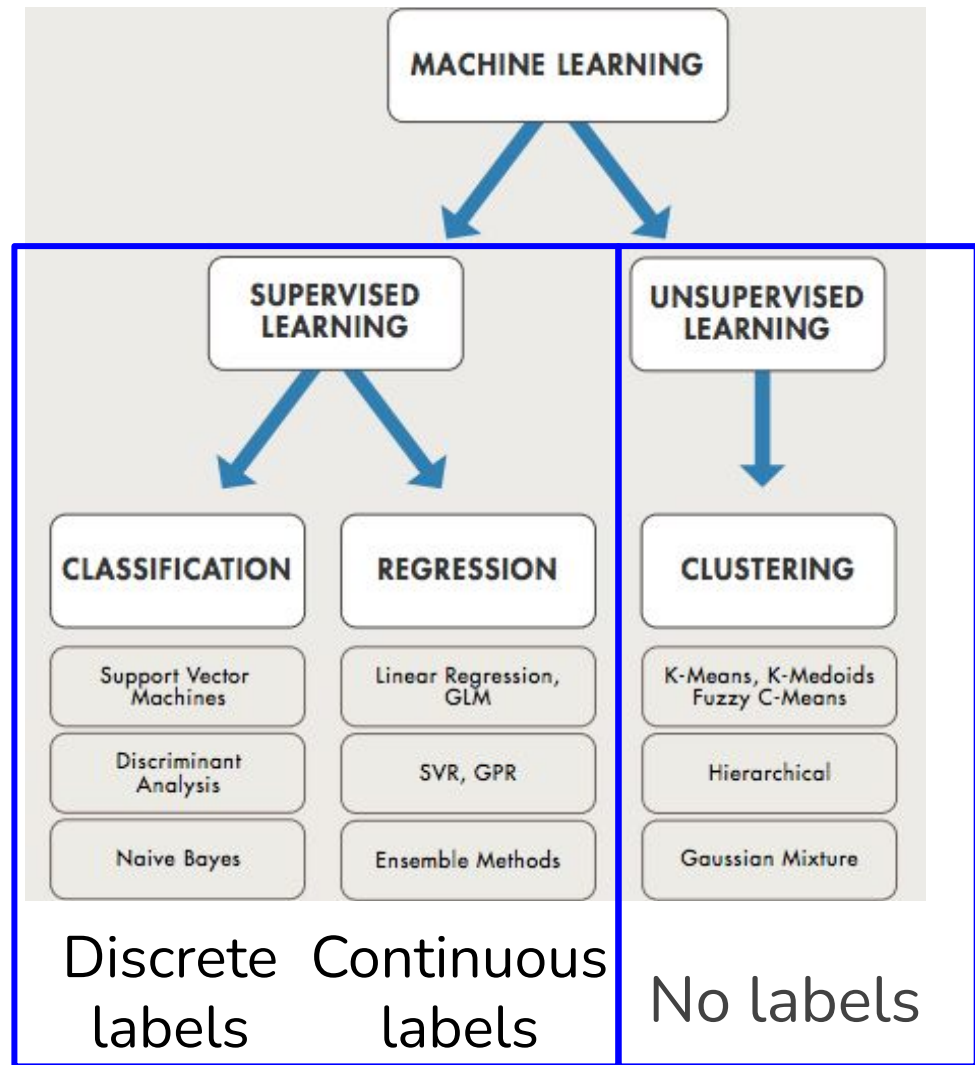 MACHINE LEARNING
SUPERVISED
LEARNING
UNSUPERVISED
LEARNING
CLASSIFICATION
Support Vector
Machines
Discriminant
Analysis
Naive Bayes
Discrete
labels
REGRESSION
Linear Regression,
GLM
SVR, GPR
Ensemble Methods
Continuous
labels
CLUSTERING
K-Means, K-Medoids
Fuzzy C-Means
Hierarchical
Gaussian Mixture
No labels